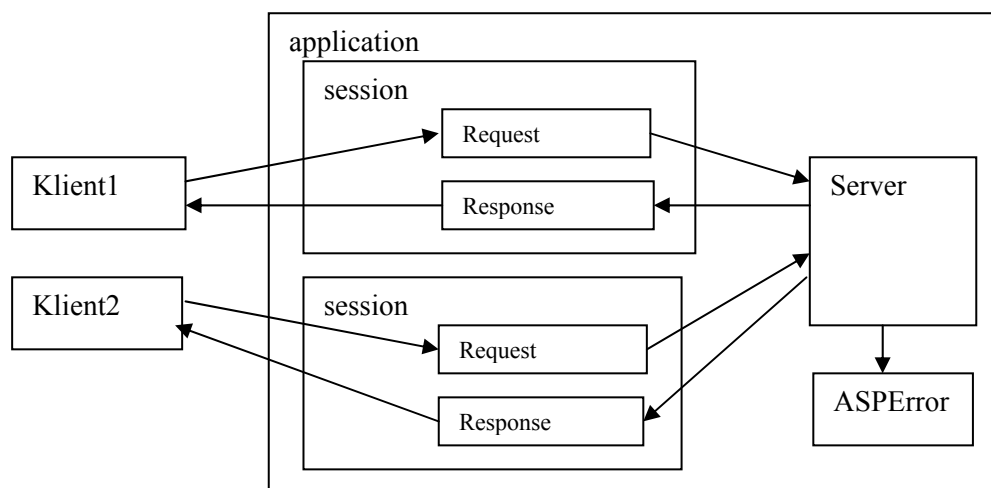 application
session
Request
Klient1
Server
Response
session
Klient2
Request
ASPError
Response